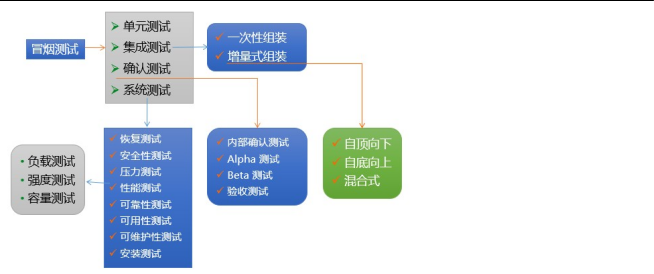 冒烟测试
单元测试
集成测试
确认测试
系统测试
一次性组装
增量式组装
恢复测试
安全性测试
压力测试
性能测试
可靠性测试
可用性测试
可维护性测试
安装测试
内部确认测试
Alpha 测试
Beta 测试
验收测试
自顶向下
自底向上
混合式
负载测试
强度测试
容量测试